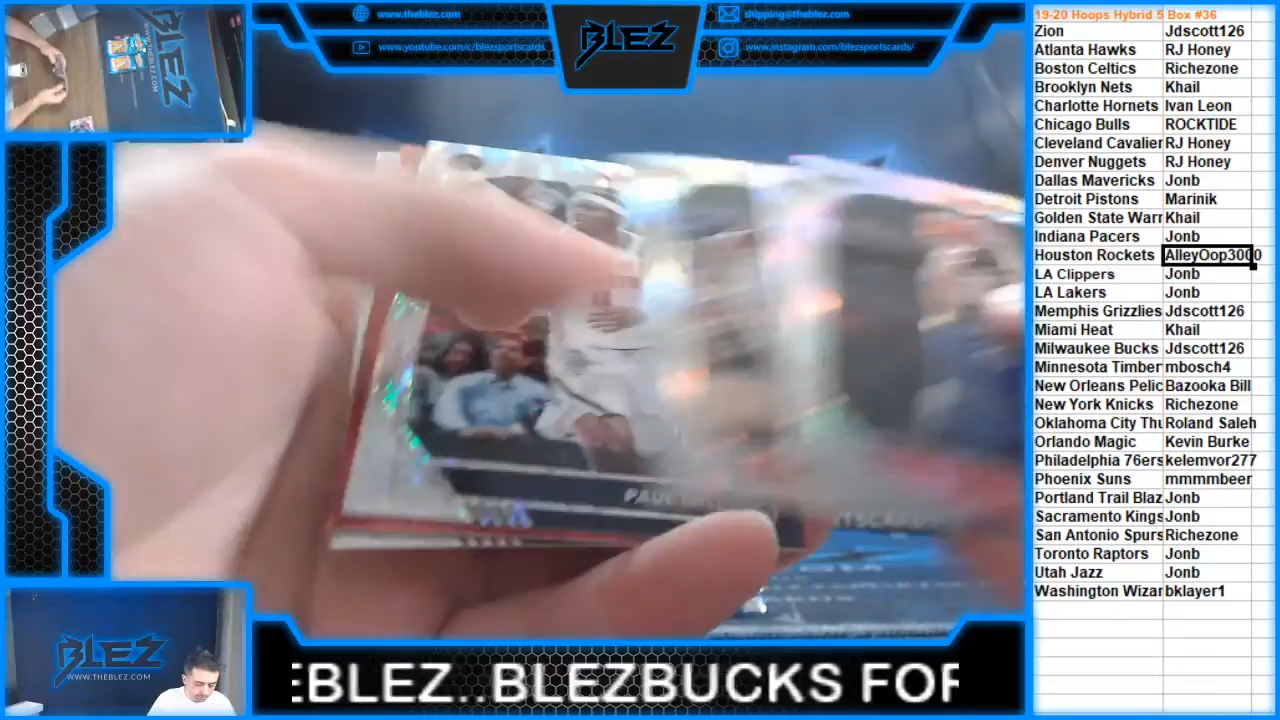 www.theblez.com
shipping@theblez.com
www.youtube.com/c/blezsportscards
www.instagram.com/blezsportscards/
BLEZ
BLEZ
WWW.THEBLEZ.COM
PAUL
BLEZ
WWW.THEBLEZ.COM
EBLEZ..BLEZBUCKS FOR
19-20 Hoops Hybrid 5 Box #36
Zion Jdscott126
Atlanta Hawks RJ Honey
Boston Celtics Richezone
Brooklyn Nets Khail
Charlotte Hornets Ivan Leon
Chicago Bulls ROCKTIDE
Cleveland Cavalier RJ Honey
Denver Nuggets RJ Honey
Dallas Mavericks Jonb
Detroit Pistons Marinik
Golden State Warr Khail
Indiana Pacers Jonb
Houston Rockets AlleyOop3000
LA Clippers Jonb
LA Lakers Jonb
Memphis Grizzlies Jdscott126
Miami Heat Khail
Milwaukee Bucks Jdscott126
Minnesota Timber mbosch4
New Orleans Pelic Bazooka Bill
New York Knicks Richezone
Oklahoma City Thu Roland Saleh
Orlando Magic Kevin Burke
Philadelphia 76ers kelemvor277
Phoenix Suns mmmmbeer
Portland Trail Blaz Jonb
Sacramento Kings Jonb
San Antonio Spurs Richezone
Toronto Raptors Jonb
Utah Jazz Jonb
Washington Wizar bklayer1